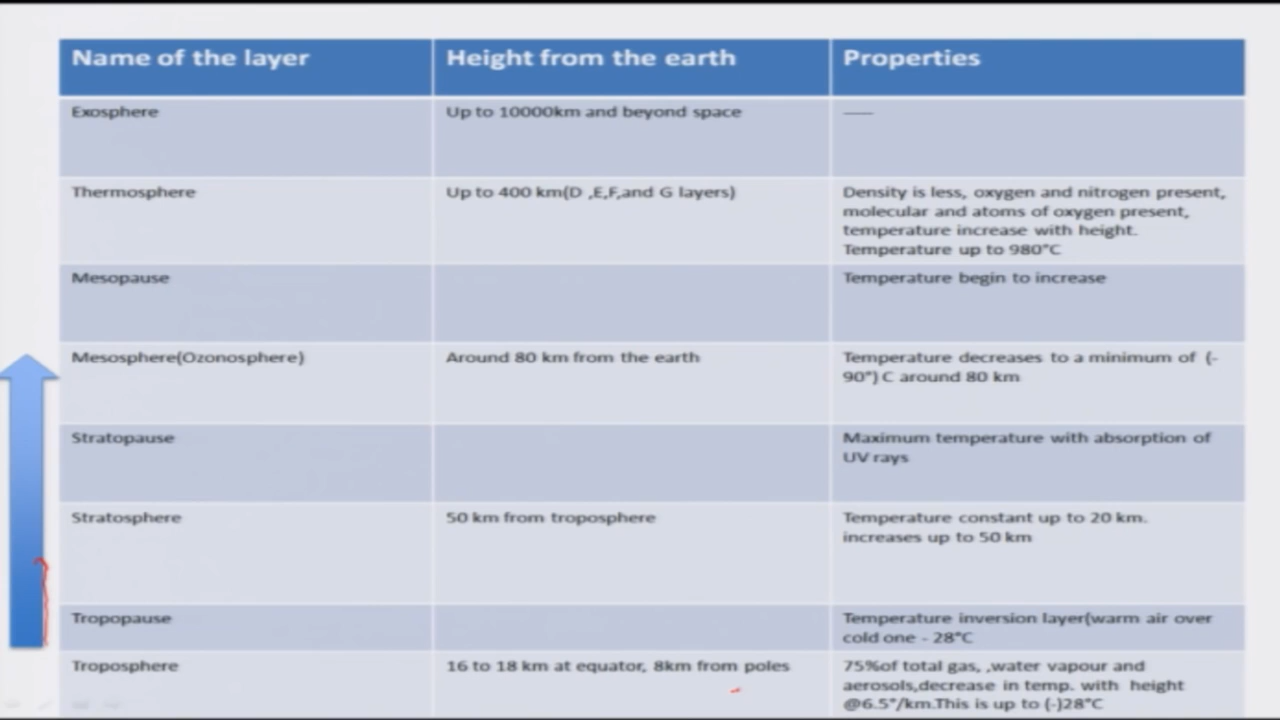 Name of the layer Height from the earth Properties
Exosphere Up to 10000km and beyond space -----
Thermosphere Up to 400 km(D ,E,F,and G layers) Density is less, oxygen and nitrogen present,
molecular and atoms of oxygen present,
temperature increase with height.
Temperature up to 980°C
Mesopause Temperature begin to increase
Mesosphere(Ozonosphere) Around 80 km from the earth Temperature decreases to a minimum of (-
90°) C around 80 km
Stratopause Maximum temperature with absorption of
UV rays
Stratosphere 50 km from troposphere Temperature constant up to 20 km.
increases up to 50 km
Tropopause Temperature inversion layer(warm air over
cold one - 28°C
Troposphere 16 to 18 km at equator, 8km from poles 75%of total gas, ,water vapour and
aerosols,decrease in temp. with height
@6.5°/km.This is up to (-)28°C